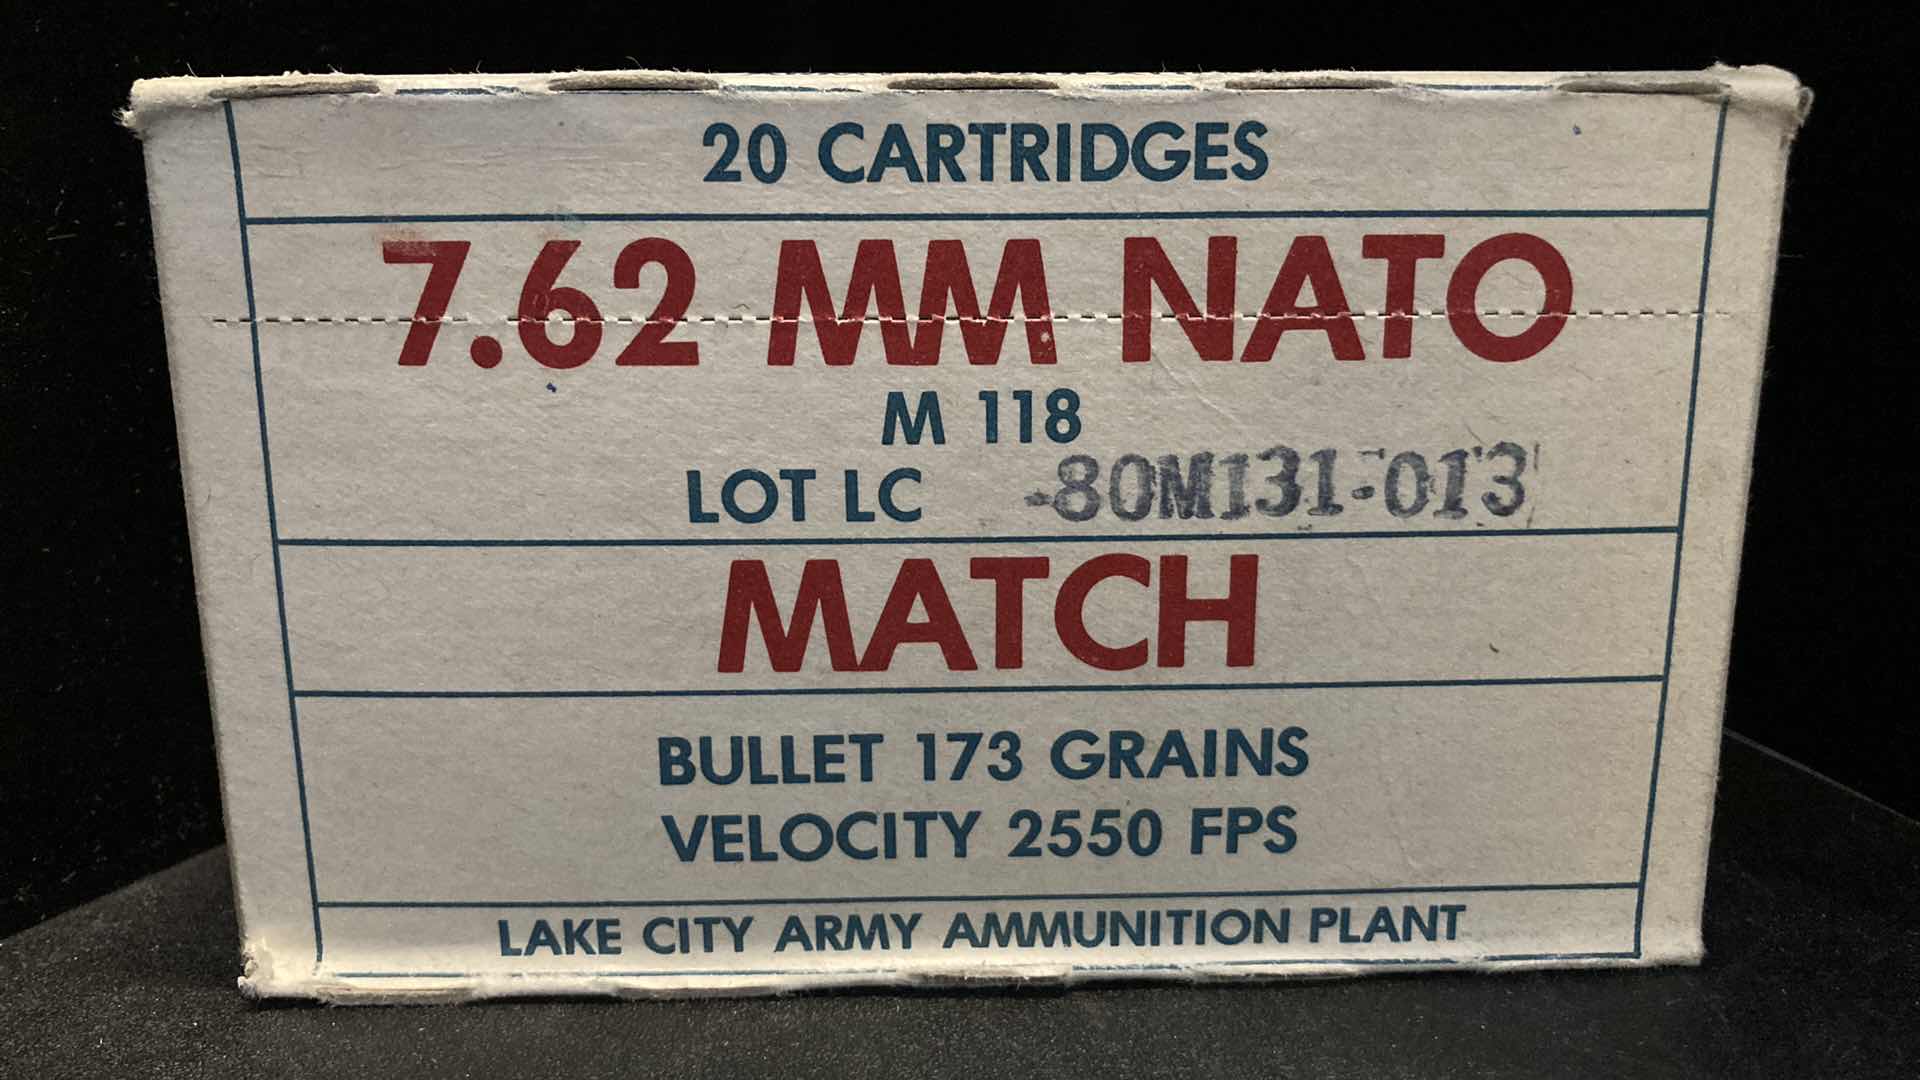 20 CARTRIDGES
7.62 MM NATO
M 118
LOT LC -80M131-013
MATCH
BULLET 173 GRAINS
VELOCITY 2550 FPS
LAKE CITY ARMY AMMUNITION PLANT